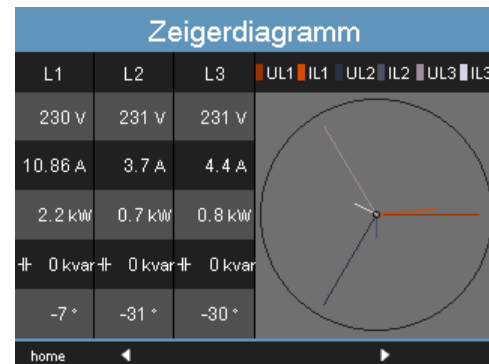 Zeigerdiagramm
L1 L2 L3 UL1 IL1 UL2 IL2 UL3 IL3
230 V 231 V 231 V
10.86 A 3.7 A 4.4 A
2.2 kW 0.7 kW 0.8 kW
0 kvar 0 kvar 0 kvar
-7 ° -31 ° -30 °
home